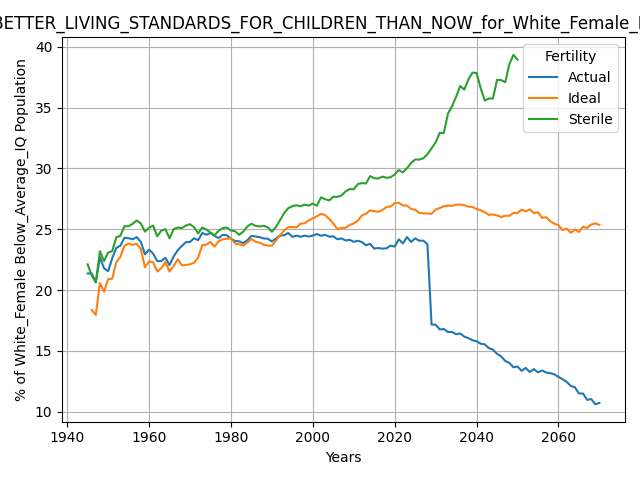 BETTER_LIVING_STANDARDS_FOR_CHILDREN_THAN_NOW_for_White_Female_
% of White_Female Below_Average_IQ Population
40
35
30
25
20
15
10
Fertility
Actual
Ideal
Sterile
1940 1960 1980 2000 2020 2040 2060
Years